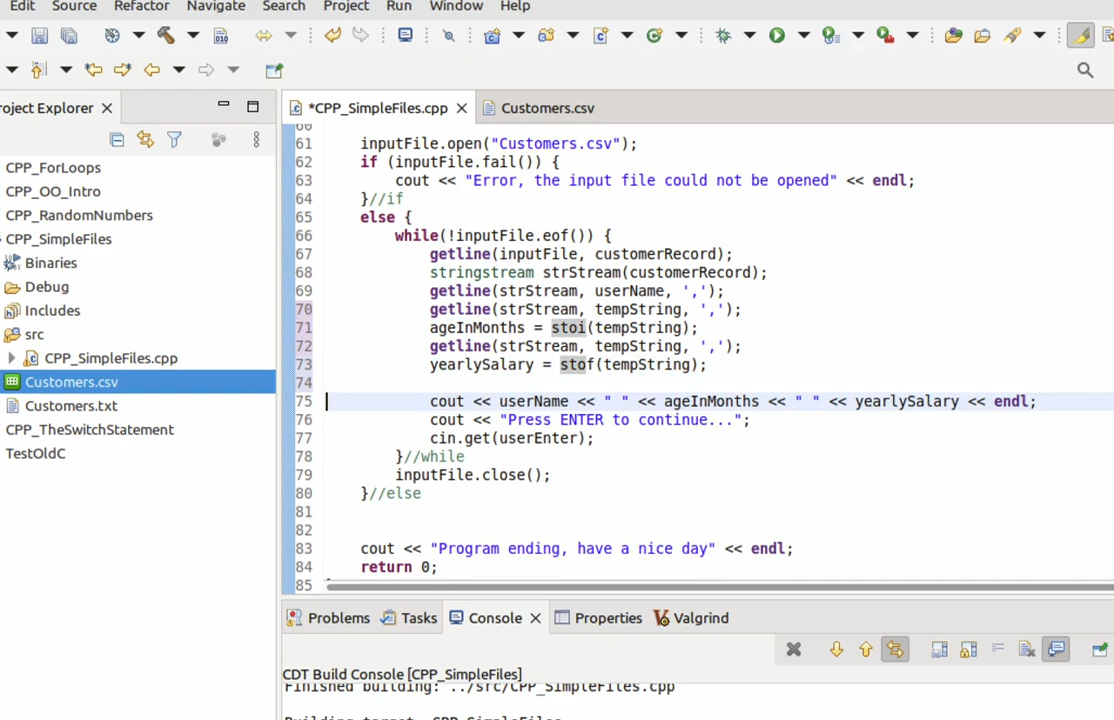 Edit Source Refactor Navigate Search Project Run Window Help
roject Explorer
*CPP_SimpleFiles.cpp
Customers.csv
CPP_ForLoops
CPP_OO_Intro
CPP_RandomNumbers
CPP_SimpleFiles
Binaries
Debug
Includes
src
CPP_SimpleFiles.cpp
Customers.csv
Customers.txt
CPP_TheSwitchStatement
TestOldC
60
61 inputFile.open("Customers.csv");
62 if (inputFile.fail()) {
63 cout << "Error, the input file could not be opened" << endl;
64 }//if
65 else {
66 while(!inputFile.eof()) {
67 getline(inputFile, customerRecord);
68 stringstream strStream(customerRecord);
69 getline(strStream, userName, ',');
70 getline(strStream, tempString, ',');
71 ageInMonths = stoi(tempString);
72 getline(strStream, tempString, ',');
73 yearlySalary = stof(tempString);
74
75 cout << userName << " " << ageInMonths << " " << yearlySalary << endl;
76 cout << "Press ENTER to continue...";
77 cin.get(userEnter);
78 }//while
79 inputFile.close();
80 }//else
81
82
83 cout << "Program ending, have a nice day" << endl;
84 return 0;
85
Problems Tasks Console Properties Valgrind
CDT Build Console [CPP_SimpleFiles]
Finished building: ../src/CPP_SimpleFiles.cpp
Building target: CPP_SimpleFiles